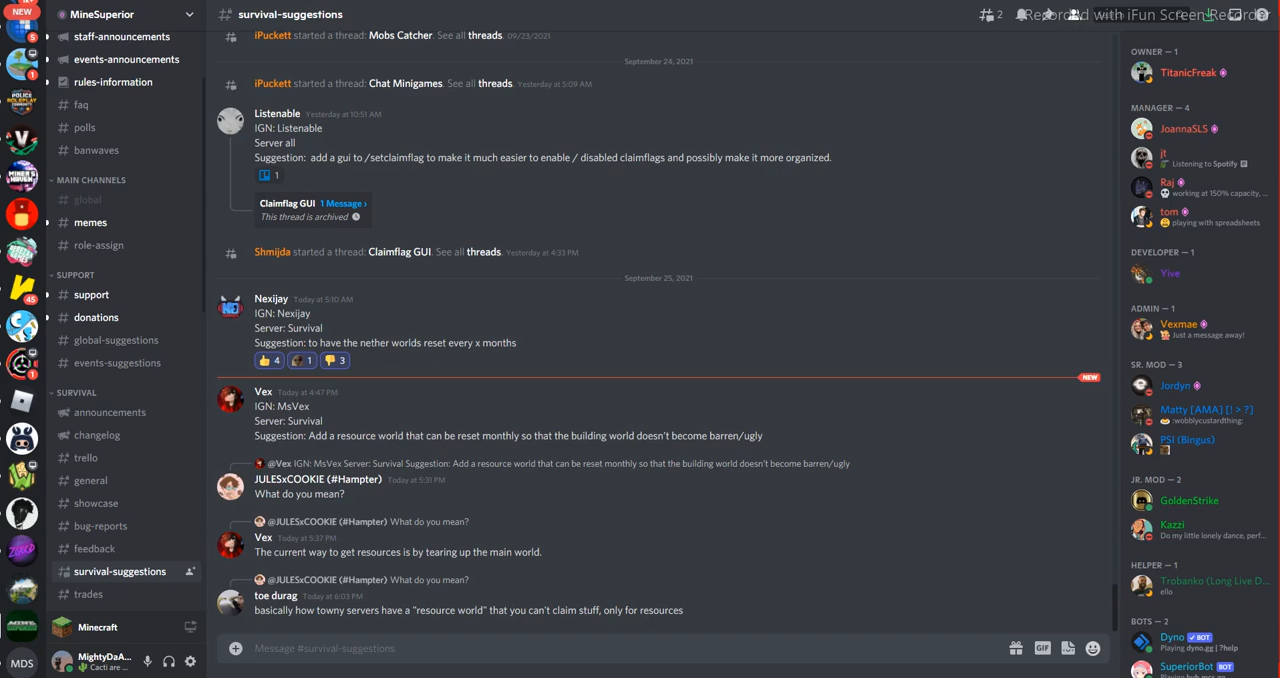 NEW
MineSuperior
staff-announcements
events-announcements
rules-information
faq
polls
banwaves
MAIN CHANNELS
global
memes
role-assign
SUPPORT
support
donations
global-suggestions
events-suggestions
SURVIVAL
announcements
changelog
trello
general
showcase
bug-reports
feedback
survival-suggestions
trades
Minecraft
MightyDaA...
Cacti are ...
5
1
POLICE
ROLEPLAY
COMMUNITY
MINER'S
HAVEN
45
1
MDS
# survival-suggestions
2
Recorded with iFun Screen Recorder
iPuckett started a thread: Mobs Catcher. See all threads. 09/23/2021
September 24, 2021
iPuckett started a thread: Chat Minigames. See all threads. Yesterday at 5:09 AM
Listenable Yesterday at 10:51 AM
IGN: Listenable
Server all
Suggestion: add a gui to /setclaimflag to make it much easier to enable / disabled claimflags and possibly make it more organized.
1
Claimflag GUI 1 Message ›
This thread is archived
Shmijda started a thread: Claimflag GUI. See all threads. Yesterday at 4:33 PM
September 25, 2021
Nexijay Today at 5:10 AM
IGN: Nexijay
Server: Survival
Suggestion: to have the nether worlds reset every x months
4 1 3
NEW
Vex Today at 4:47 PM
IGN: MsVex
Server: Survival
Suggestion: Add a resource world that can be reset monthly so that the building world doesn't become barren/ugly
@Vex IGN: MsVex Server: Survival Suggestion: Add a resource world that can be reset monthly so that the building world doesn't become barren/ugly
JULESxCOOKIE (#Hampter) Today at 5:31 PM
What do you mean?
@JULESxCOOKIE (#Hampter) What do you mean?
Vex Today at 5:37 PM
The current way to get resources is by tearing up the main world.
@JULESxCOOKIE (#Hampter) What do you mean?
toe durag Today at 6:03 PM
basically how towny servers have a "resource world" that you can't claim stuff, only for resources
Message #survival-suggestions
GIF
OWNER — 1
TitanicFreak
MANAGER — 4
JoannaSLS
jt
Listening to Spotify
Raj
working at 150% capacity, ...
tom
playing with spreadsheets
DEVELOPER — 1
Yive
ADMIN — 1
Vexmae
Just a message away!
SR. MOD — 3
Jordyn
Matty [AMA] [! > ?]
:wobblycustardthing:
PSI (Bingus)
JR. MOD — 2
GoldenStrike
Kazzi
Do my little lonely dance, perf...
HELPER — 1
Trobanko (Long Live D...
ello
BOTS — 2
Dyno BOT
Playing dyno.gg | ?help
SuperiorBot BOT